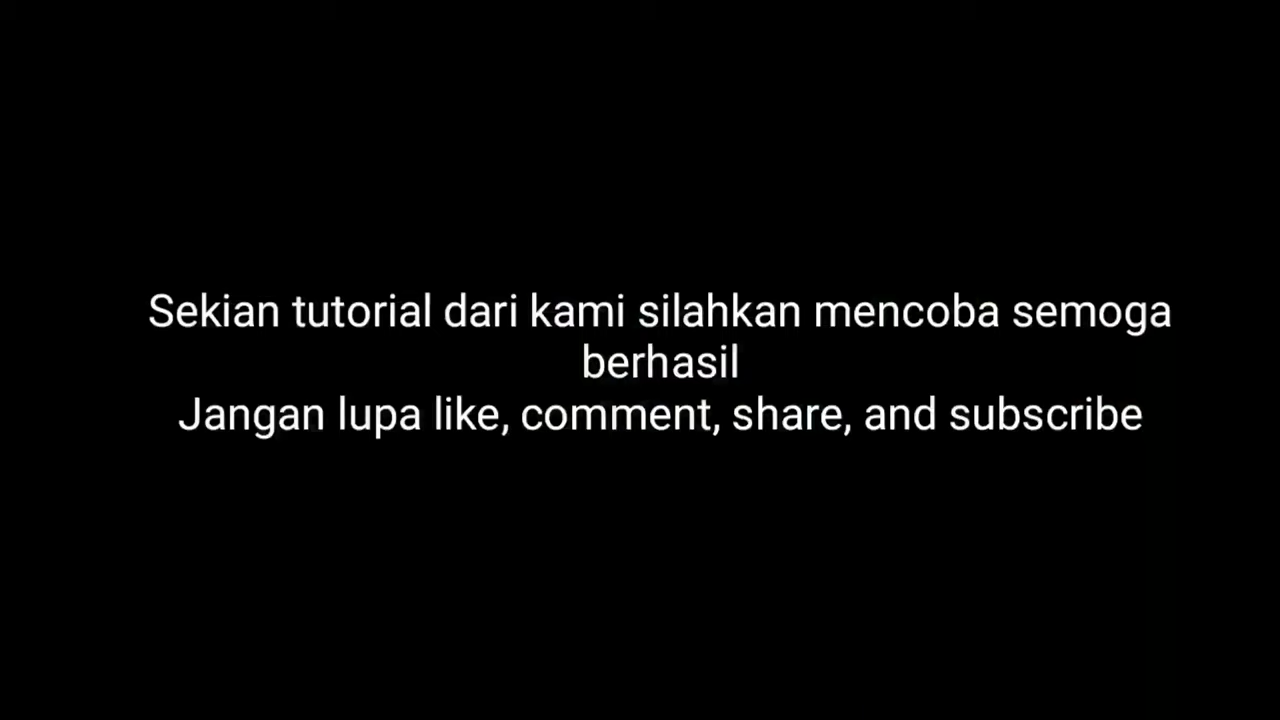 Sekian tutorial dari kami silahkan mencoba semoga
berhasil
Jangan lupa like, comment, share, and subscribe